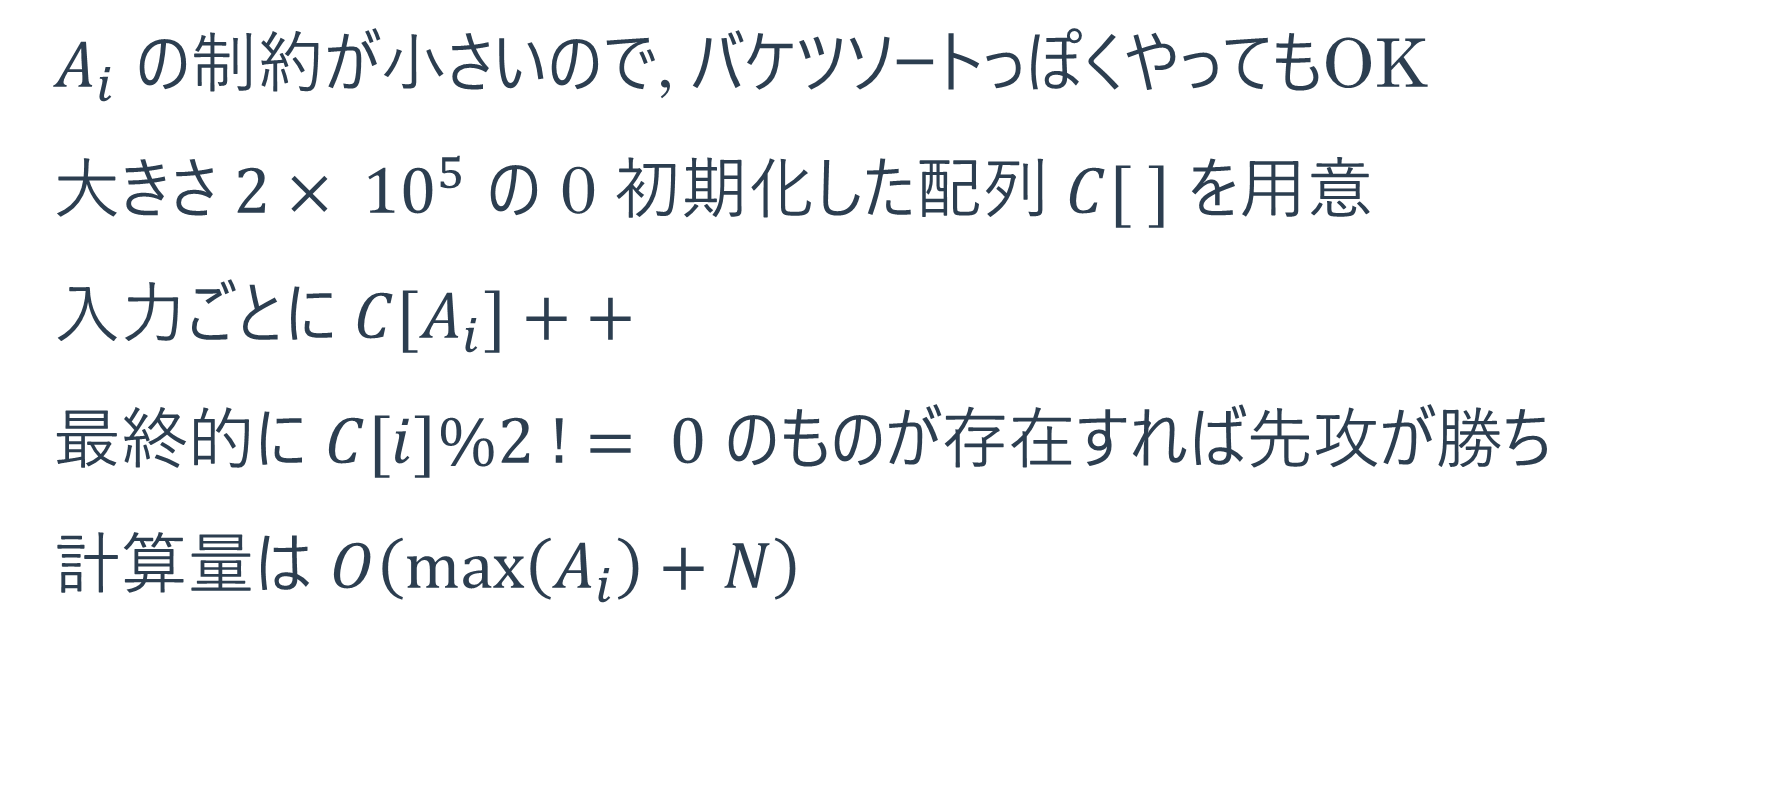 A_i の制約が小さいので, バケツソートっぽくやってもOK
大きさ 2 × 10^5 の 0 初期化した配列 C[ ] を用意
入力ごとに C[A_i] + +
最終的に C[i]%2 ! = 0 のものが存在すれば先攻が勝ち
計算量は O(max(A_i) + N)